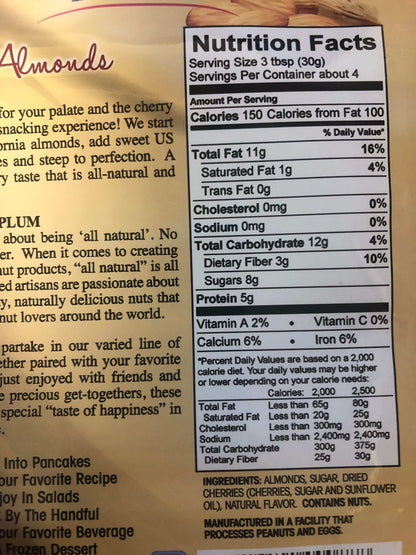 Almonds
for your palate and the cherry
snacking experience! We start
ornia almonds, add sweet US
es and steep to perfection. A
ry taste that is all-natural and
PLUM
about being 'all natural'. No
er. When it comes to creating
nut products, "all natural" is all
ed artisans are passionate about
ty, naturally delicious nuts that
nut lovers around the world.
partake in our varied line of
ether paired with your favorite
just enjoyed with friends and
e precious get-togethers, these
special "taste of happiness" in
Into Pancakes
our Favorite Recipe
joy In Salads
By The Handful
our Favorite Beverage
Frozen Dessert
Nutrition Facts
Serving Size 3 tbsp (30g)
Servings Per Container about 4
Amount Per Serving
Calories 150 Calories from Fat 100
% Daily Value*
Total Fat 11g 16%
Saturated Fat 1g 4%
Trans Fat 0g
Cholesterol 0mg 0%
Sodium 0mg 0%
Total Carbohydrate 12g 4%
Dietary Fiber 3g 10%
Sugars 8g
Protein 5g
Vitamin A 2% • Vitamin C 0%
Calcium 6% • Iron 6%
*Percent Daily Values are based on a 2,000
calorie diet. Your daily values may be higher
or lower depending on your calorie needs:
Calories: 2,000 2,500
Total Fat Less than 65g 80g
Saturated Fat Less than 20g 25g
Cholesterol Less than 300mg 300mg
Sodium Less than 2,400mg 2,400mg
Total Carbohydrate 300g 375g
Dietary Fiber 25g 30g
INGREDIENTS: ALMONDS, SUGAR, DRIED
CHERRIES (CHERRIES, SUGAR AND SUNFLOWER
OIL), NATURAL FLAVOR. CONTAINS NUTS.
MANUFACTURED IN A FACILITY THAT
PROCESSES PEANUTS AND EGGS.